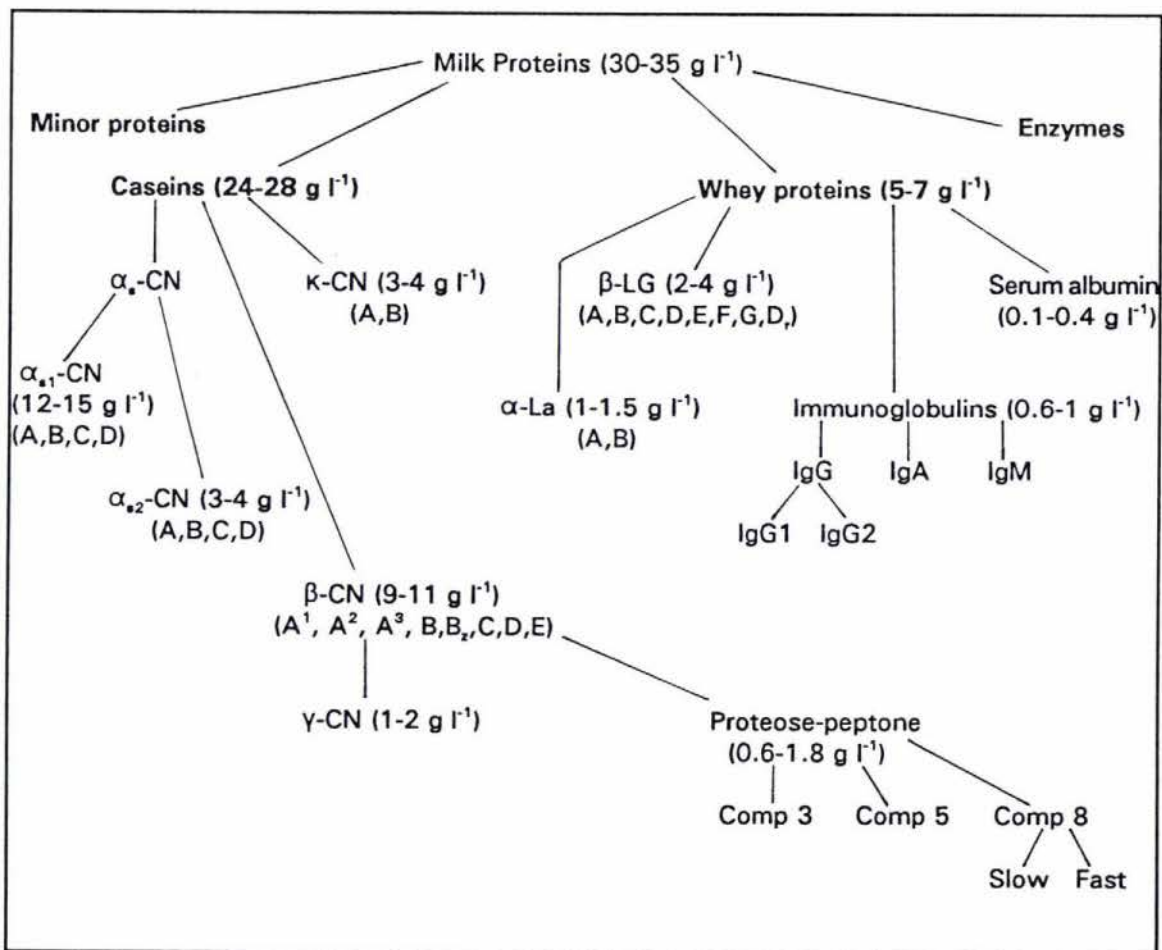 Milk Proteins (30-35 g l⁻¹)
Minor proteins
Enzymes
Caseins (24-28 g l⁻¹)
Whey proteins (5-7 g l⁻¹)
αₛ-CN
κ-CN (3-4 g l⁻¹)
(A,B)
β-LG (2-4 g l⁻¹)
(A,B,C,D,E,F,G,Dᵣ)
Serum albumin
(0.1-0.4 g l⁻¹)
αₛ₁-CN
(12-15 g l⁻¹)
(A,B,C,D)
α-La (1-1.5 g l⁻¹)
(A,B)
Immunoglobulins (0.6-1 g l⁻¹)
IgG
IgA
IgM
αₛ₂-CN (3-4 g l⁻¹)
(A,B,C,D)
IgG1
IgG2
β-CN (9-11 g l⁻¹)
(A¹, A², A³, B,B𝓏,C,D,E)
γ-CN (1-2 g l⁻¹)
Proteose-peptone
(0.6-1.8 g l⁻¹)
Comp 3
Comp 5
Comp 8
Slow
Fast